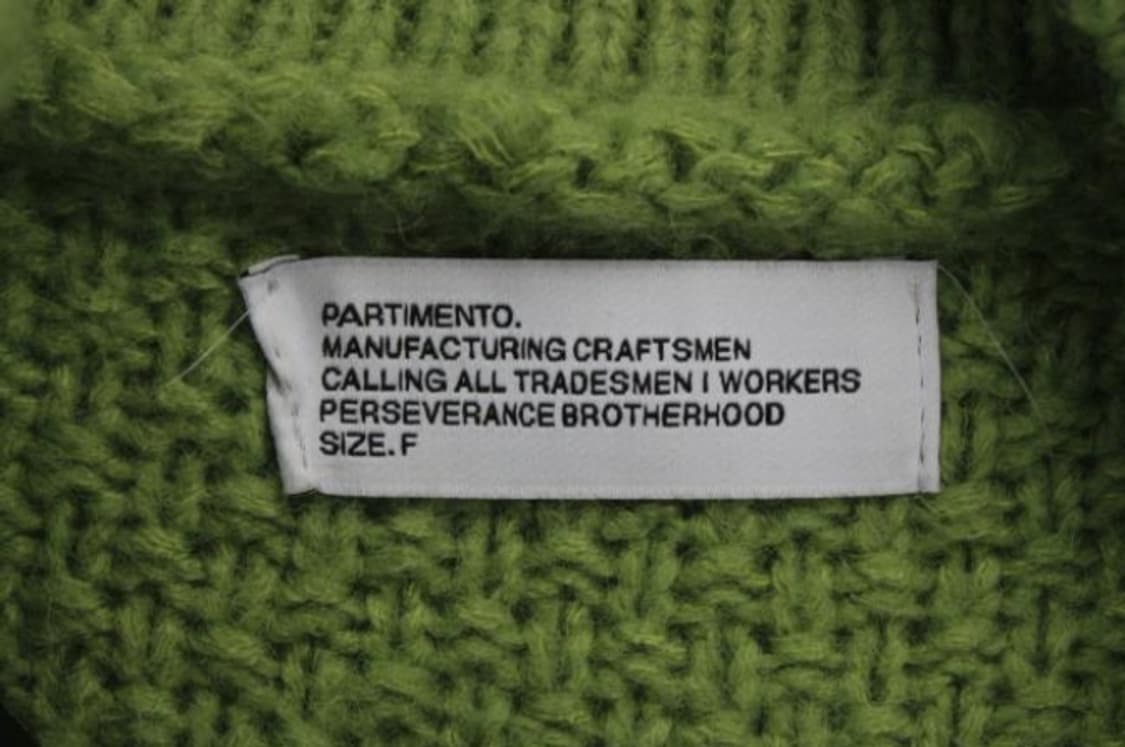 PARTIMENTO.
MANUFACTURING CRAFTSMEN
CALLING ALL TRADESMEN I WORKERS
PERSEVERANCE BROTHERHOOD
SIZE. F